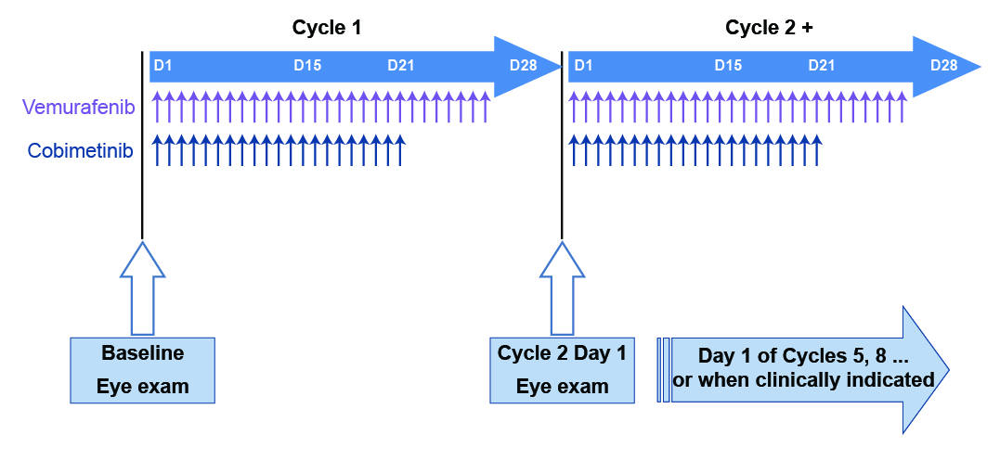 Cycle 1
Cycle 2 +
D1 D15 D21 D28
D1 D15 D21 D28
Vemurafenib
Cobimetinib
Baseline
Eye exam
Cycle 2 Day 1
Eye exam
Day 1 of Cycles 5, 8 ...
or when clinically indicated